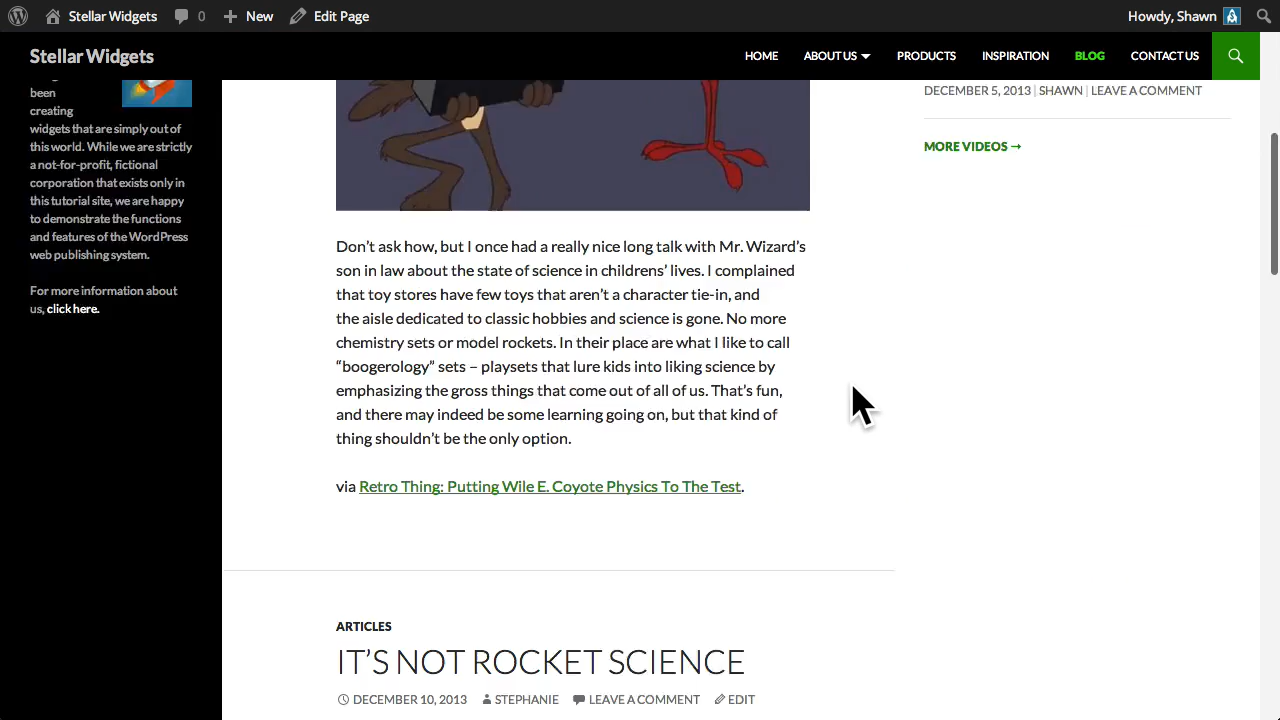 Stellar Widgets 0 New Edit Page Howdy, Shawn
Stellar Widgets HOME ABOUT US PRODUCTS INSPIRATION BLOG CONTACT US
been
creating
widgets that are simply out of
this world. While we are strictly
a not-for-profit, fictional
corporation that exists only in
this tutorial site, we are happy
to demonstrate the functions
and features of the WordPress
web publishing system.
For more information about
us, click here.
Don’t ask how, but I once had a really nice long talk with Mr. Wizard’s
son in law about the state of science in childrens’ lives. I complained
that toy stores have few toys that aren’t a character tie-in, and
the aisle dedicated to classic hobbies and science is gone. No more
chemistry sets or model rockets. In their place are what I like to call
“boogerology” sets – playsets that lure kids into liking science by
emphasizing the gross things that come out of all of us. That’s fun,
and there may indeed be some learning going on, but that kind of
thing shouldn’t be the only option.
via Retro Thing: Putting Wile E. Coyote Physics To The Test.
ARTICLES
IT’S NOT ROCKET SCIENCE
DECEMBER 10, 2013 STEPHANIE LEAVE A COMMENT EDIT
DECEMBER 5, 2013 | SHAWN | LEAVE A COMMENT
MORE VIDEOS →